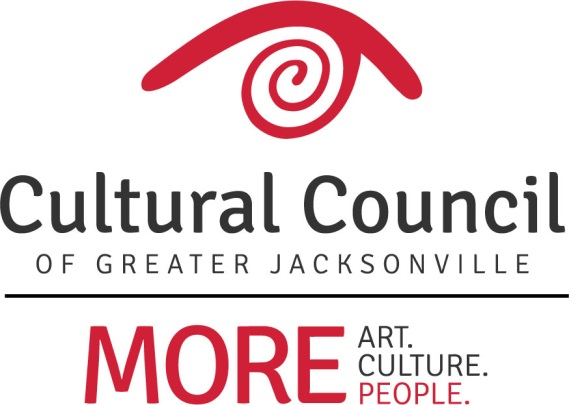 Cultural Council
OF GREATER JACKSONVILLE
MORE
ART.
CULTURE.
PEOPLE.